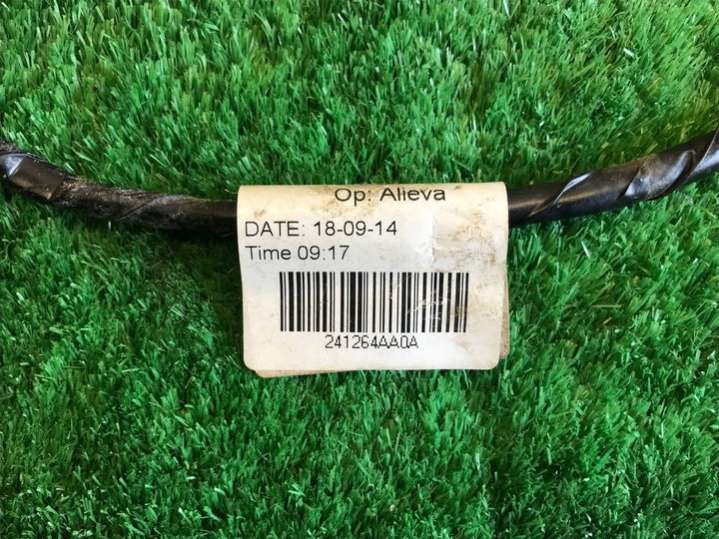 Op: Alieva
DATE: 18-09-14
Time 09:17
241264AA0A